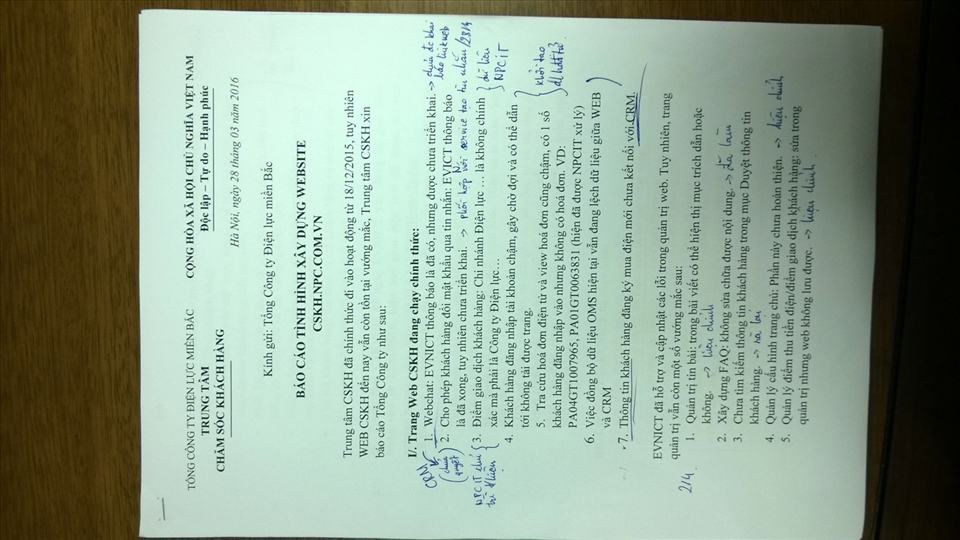 TỔNG CÔNG TY ĐIỆN LỰC MIỀN BẮC
TRUNG TÂM
CHĂM SÓC KHÁCH HÀNG
CỘNG HÒA XÃ HỘI CHỦ NGHĨA VIỆT NAM
Độc lập – Tự do – Hạnh phúc
Hà Nội, ngày 28 tháng 03 năm 2016
Kính gửi: Tổng Công ty Điện lực miền Bắc
BÁO CÁO TÌNH HÌNH XÂY DỰNG WEBSITE
CSKH.NPC.COM.VN
Trung tâm CSKH đã chính thức đi vào hoạt động từ 18/12/2015, tuy nhiên
WEB CSKH đến nay vẫn còn tồn tại vướng mắc. Trung tâm CSKH xin
báo cáo Tổng Công ty như sau:
I/. Trang Web CSKH đang chạy chính thức:
CRM
1. Webchat: EVNICT thông báo là đã có, nhưng được chưa triển khai. →
2. Cho phép khách hàng đổi mật khẩu qua tin nhắn: EVICT thông báo
là đã xong, tuy nhiên chưa triển khai. → phối hợp với service tạo tin nhắn
3. Điểm giao dịch khách hàng: Chi nhánh Điện lực … là không chính
xác mà phải là Công ty Điện lực…
dữ liệu
NPCIT
4. Khách hàng đăng nhập tài khoản chậm, gây chờ đợi và có thể dẫn
tới không tải được trang.
5. Tra cứu hoá đơn điện tử và view hoá đơn cũng chậm, có 1 số
khách hàng đăng nhập vào nhưng không có hoá đơn. VD:
PA04GT1007965, PA01GT0063831 (hiện đã được NPCIT xử lý)
khởi tạo
6. Việc đồng bộ dữ liệu OMS hiện tại vẫn đang lệch dữ liệu giữa WEB
và CRM
7. Thông tin khách hàng đăng ký mua điện mới chưa kết nối với CRM.
EVNICT đã hỗ trợ và cập nhật các lỗi trong quản trị web. Tuy nhiên, trang
quản trị vẫn còn một số vướng mắc sau:
2/4
1. Quản trị tin bài: trong bài viết có thể hiện thị mục trích dẫn hoặc
không. → hiệu chỉnh
2. Xây dựng FAQ: không sửa chữa được nội dung. → đã làm
3. Chưa tìm kiếm thông tin khách hàng trong mục Duyệt thông tin
khách hàng. → rà lại
4. Quản lý cấu hình trang chủ: Phần này chưa hoàn thiện. → hiệu chỉnh
5. Quản lý điểm thu tiền điện/điểm giao dịch khách hàng: sửa trong
quản trị nhưng web không lưu được. → hiệu chỉnh.